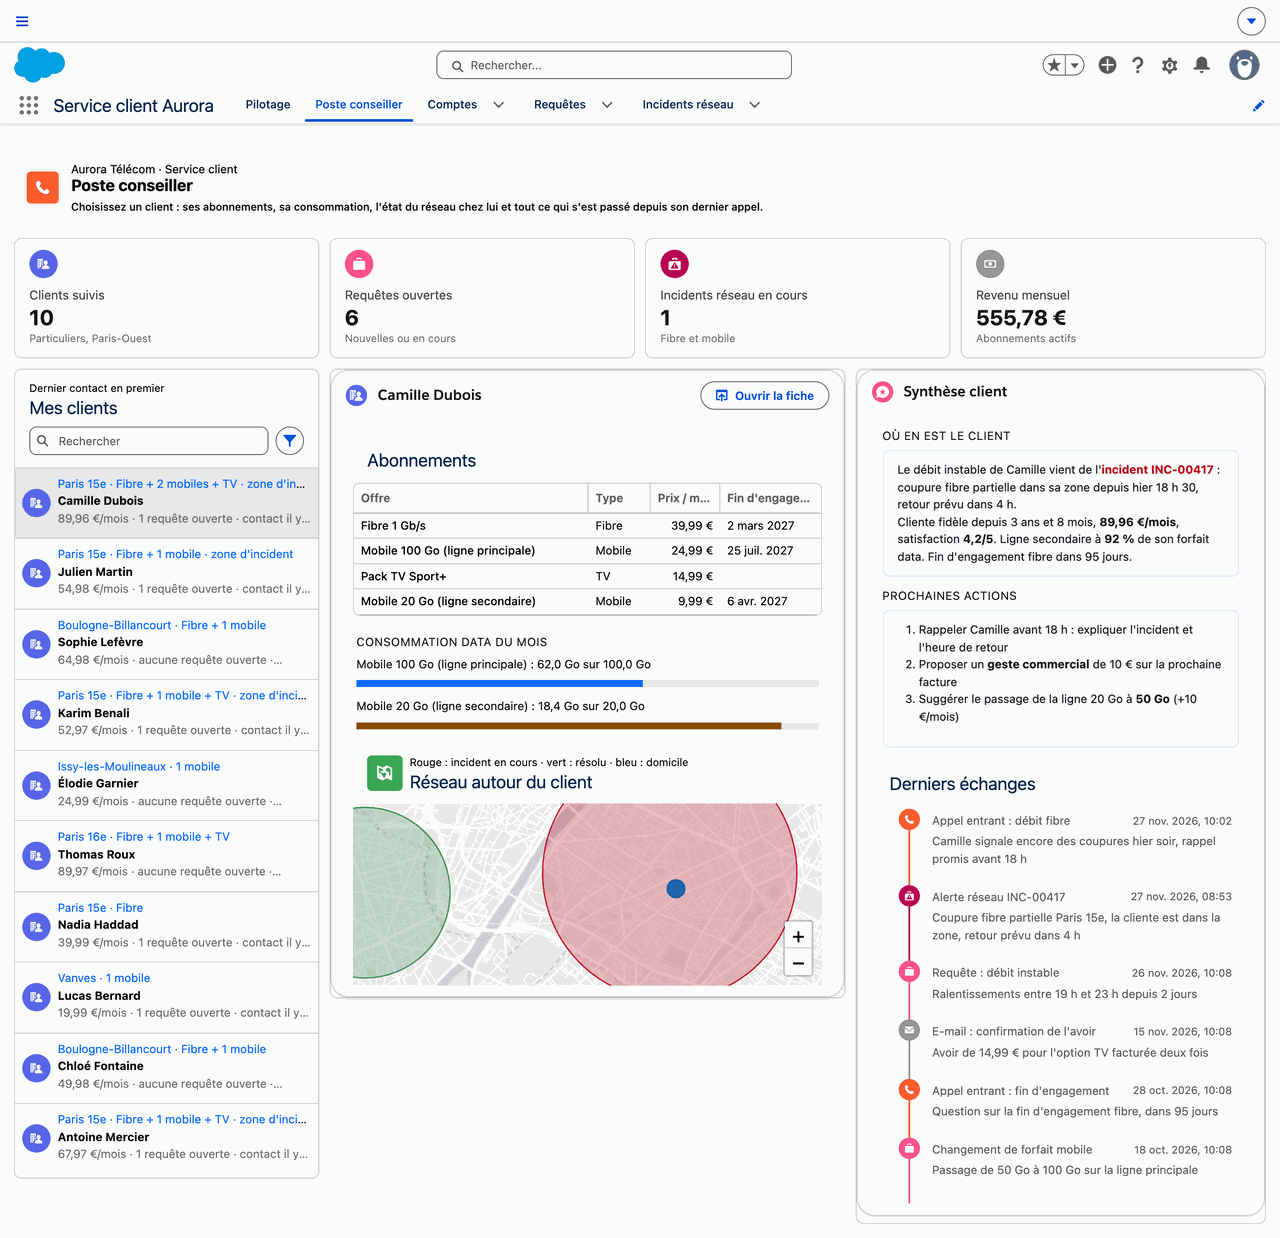 Rechercher...
Service client Aurora
Pilotage
Poste conseiller
Comptes
Requêtes
Incidents réseau
Aurora Télécom · Service client
Poste conseiller
Choisissez un client : ses abonnements, sa consommation, l'état du réseau chez lui et tout ce qui s'est passé depuis son dernier appel.
Clients suivis
10
Particuliers, Paris-Ouest
Requêtes ouvertes
6
Nouvelles ou en cours
Incidents réseau en cours
1
Fibre et mobile
Revenu mensuel
555,78 €
Abonnements actifs
Dernier contact en premier
Mes clients
Rechercher
Paris 15e · Fibre + 2 mobiles + TV · zone d'in...
Camille Dubois
89,96 €/mois · 1 requête ouverte · contact il y...
Paris 15e · Fibre + 1 mobile · zone d'incident
Julien Martin
54,98 €/mois · 1 requête ouverte · contact il y...
Boulogne-Billancourt · Fibre + 1 mobile
Sophie Lefèvre
64,98 €/mois · aucune requête ouverte ·...
Paris 15e · Fibre + 1 mobile + TV · zone d'inci...
Karim Benali
52,97 €/mois · 1 requête ouverte · contact il y...
Issy-les-Moulineaux · 1 mobile
Élodie Garnier
24,99 €/mois · aucune requête ouverte ·...
Paris 16e · Fibre + 1 mobile + TV
Thomas Roux
89,97 €/mois · aucune requête ouverte ·...
Paris 15e · Fibre
Nadia Haddad
39,99 €/mois · 1 requête ouverte · contact il y...
Vanves · 1 mobile
Lucas Bernard
19,99 €/mois · 1 requête ouverte · contact il y...
Boulogne-Billancourt · Fibre + 1 mobile
Chloé Fontaine
49,98 €/mois · aucune requête ouverte ·...
Paris 15e · Fibre + 1 mobile + TV · zone d'inci...
Antoine Mercier
67,97 €/mois · 1 requête ouverte · contact il y...
Camille Dubois
Ouvrir la fiche
Abonnements
Offre Type Prix / m... Fin d'engage...
Fibre 1 Gb/s Fibre 39,99 € 2 mars 2027
Mobile 100 Go (ligne principale) Mobile 24,99 € 25 juil. 2027
Pack TV Sport+ TV 14,99 €
Mobile 20 Go (ligne secondaire) Mobile 9,99 € 6 avr. 2027
CONSOMMATION DATA DU MOIS
Mobile 100 Go (ligne principale) : 62,0 Go sur 100,0 Go
Mobile 20 Go (ligne secondaire) : 18,4 Go sur 20,0 Go
Rouge : incident en cours · vert : résolu · bleu : domicile
Réseau autour du client
+
−
Synthèse client
OÙ EN EST LE CLIENT
Le débit instable de Camille vient de l'incident INC-00417 :
coupure fibre partielle dans sa zone depuis hier 18 h 30,
retour prévu dans 4 h.
Cliente fidèle depuis 3 ans et 8 mois, 89,96 €/mois,
satisfaction 4,2/5. Ligne secondaire à 92 % de son forfait
data. Fin d'engagement fibre dans 95 jours.
PROCHAINES ACTIONS
1. Rappeler Camille avant 18 h : expliquer l'incident et
l'heure de retour
2. Proposer un geste commercial de 10 € sur la prochaine
facture
3. Suggérer le passage de la ligne 20 Go à 50 Go (+10
€/mois)
Derniers échanges
Appel entrant : débit fibre 27 nov. 2026, 10:02
Camille signale encore des coupures hier soir, rappel
promis avant 18 h
Alerte réseau INC-00417 27 nov. 2026, 08:53
Coupure fibre partielle Paris 15e, la cliente est dans la
zone, retour prévu dans 4 h
Requête : débit instable 26 nov. 2026, 10:08
Ralentissements entre 19 h et 23 h depuis 2 jours
E-mail : confirmation de l'avoir 15 nov. 2026, 10:08
Avoir de 14,99 € pour l'option TV facturée deux fois
Appel entrant : fin d'engagement 28 oct. 2026, 10:08
Question sur la fin d'engagement fibre, dans 95 jours
Changement de forfait mobile 18 oct. 2026, 10:08
Passage de 50 Go à 100 Go sur la ligne principale